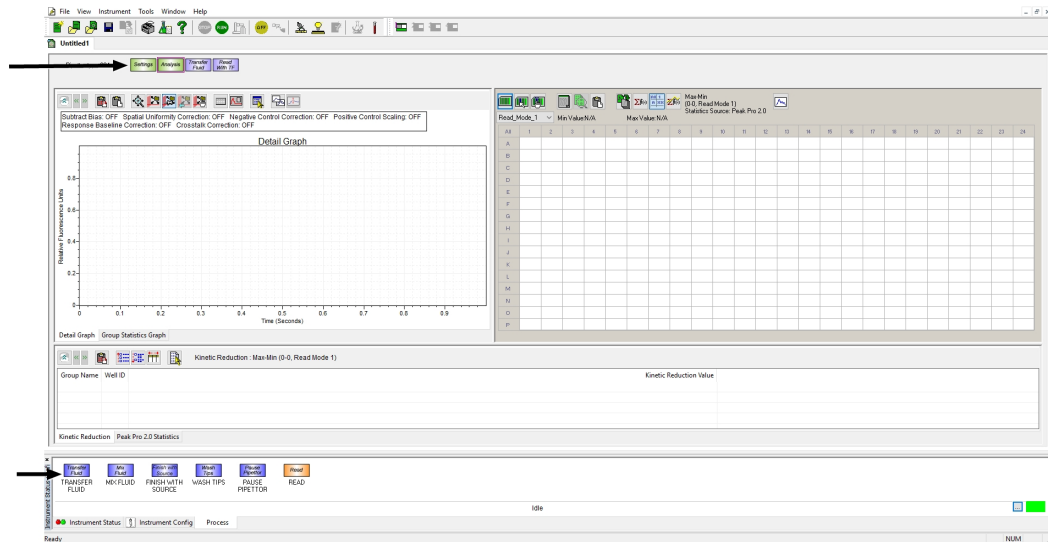 File View Instrument Tools Window Help
Untitled1
Settings Analysis Transfer Fluid Read With TF
Subtract Bias: OFF Spatial Uniformity Correction: OFF Negative Control Correction: OFF Positive Control Scaling: OFF
Response Baseline Correction: OFF Crosstalk Correction: OFF
Detail Graph
Relative Fluorescence Units
0.8
0.6
0.4
0.2
0
0 0.1 0.2 0.3 0.4 0.5 0.6 0.7 0.8 0.9
Time (Seconds)
Detail Graph Group Statistics Graph
Max-Min
(0-0, Read Mode 1)
Statistics Source: Peak Pro 2.0
Read_Mode_1 Min Value:N/A Max Value:N/A
All 1 2 3 4 5 6 7 8 9 10 11 12 13 14 15 16 17 18 19 20 21 22 23 24
A
B
C
D
E
F
G
H
I
J
K
L
M
N
O
P
Kinetic Reduction : Max-Min (0-0, Read Mode 1)
Group Name Well ID Kinetic Reduction Value
Kinetic Reduction Peak Pro 2.0 Statistics
Transfer Fluid Mix Fluid Finish with Source Wash Tips Pause Pipettor Read
TRANSFER FLUID MIX FLUID FINISH WITH SOURCE WASH TIPS PAUSE PIPETTOR READ
Idle
Instrument Status Instrument Config Process
Ready NUM